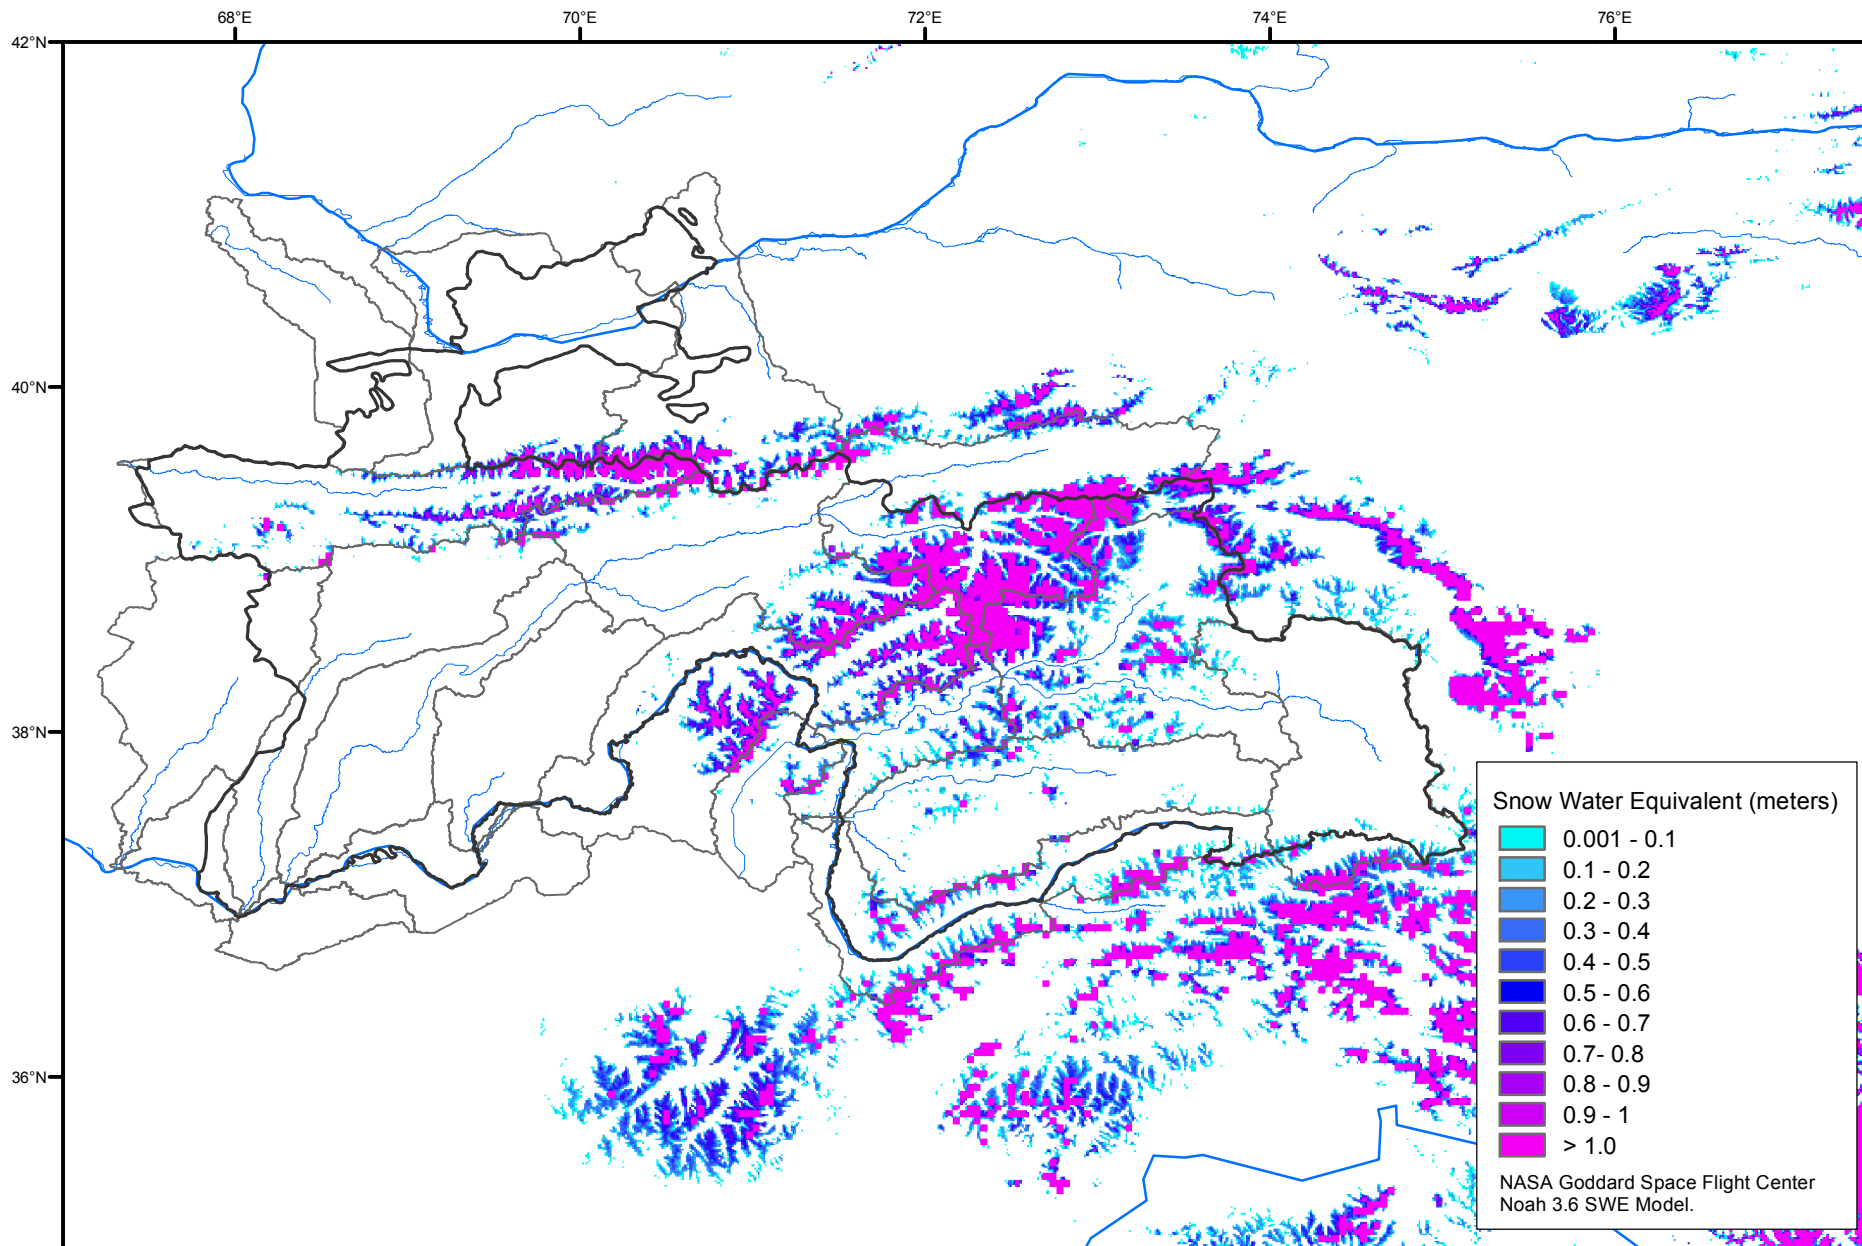 68°E 70°E 72°E 74°E 76°E
42°N
40°N
38°N
36°N
Snow Water Equivalent (meters)
0.001 - 0.1
0.1 - 0.2
0.2 - 0.3
0.3 - 0.4
0.4 - 0.5
0.5 - 0.6
0.6 - 0.7
0.7- 0.8
0.8 - 0.9
0.9 - 1
> 1.0
NASA Goddard Space Flight Center
Noah 3.6 SWE Model.